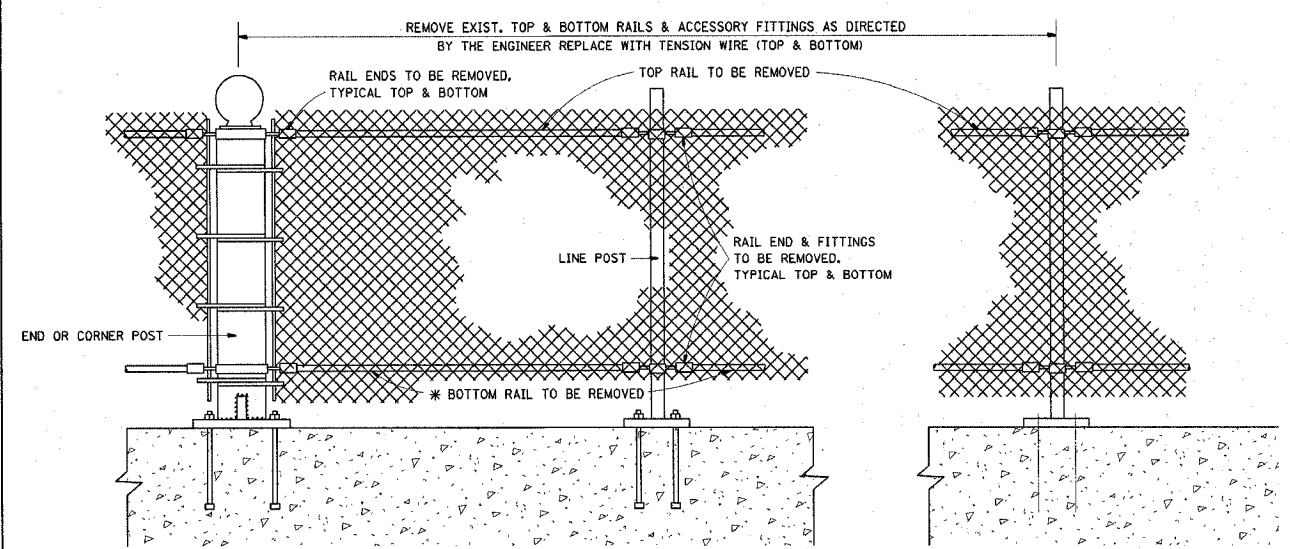 REMOVE EXIST. TOP & BOTTOM RAILS & ACCESSORY FITTINGS AS DIRECTED
BY THE ENGINEER REPLACE WITH TENSION WIRE (TOP & BOTTOM)
RAIL ENDS TO BE REMOVED,
TYPICAL TOP & BOTTOM
TOP RAIL TO BE REMOVED
LINE POST
RAIL END & FITTINGS
TO BE REMOVED.
TYPICAL TOP & BOTTOM
END OR CORNER POST
* BOTTOM RAIL TO BE REMOVED